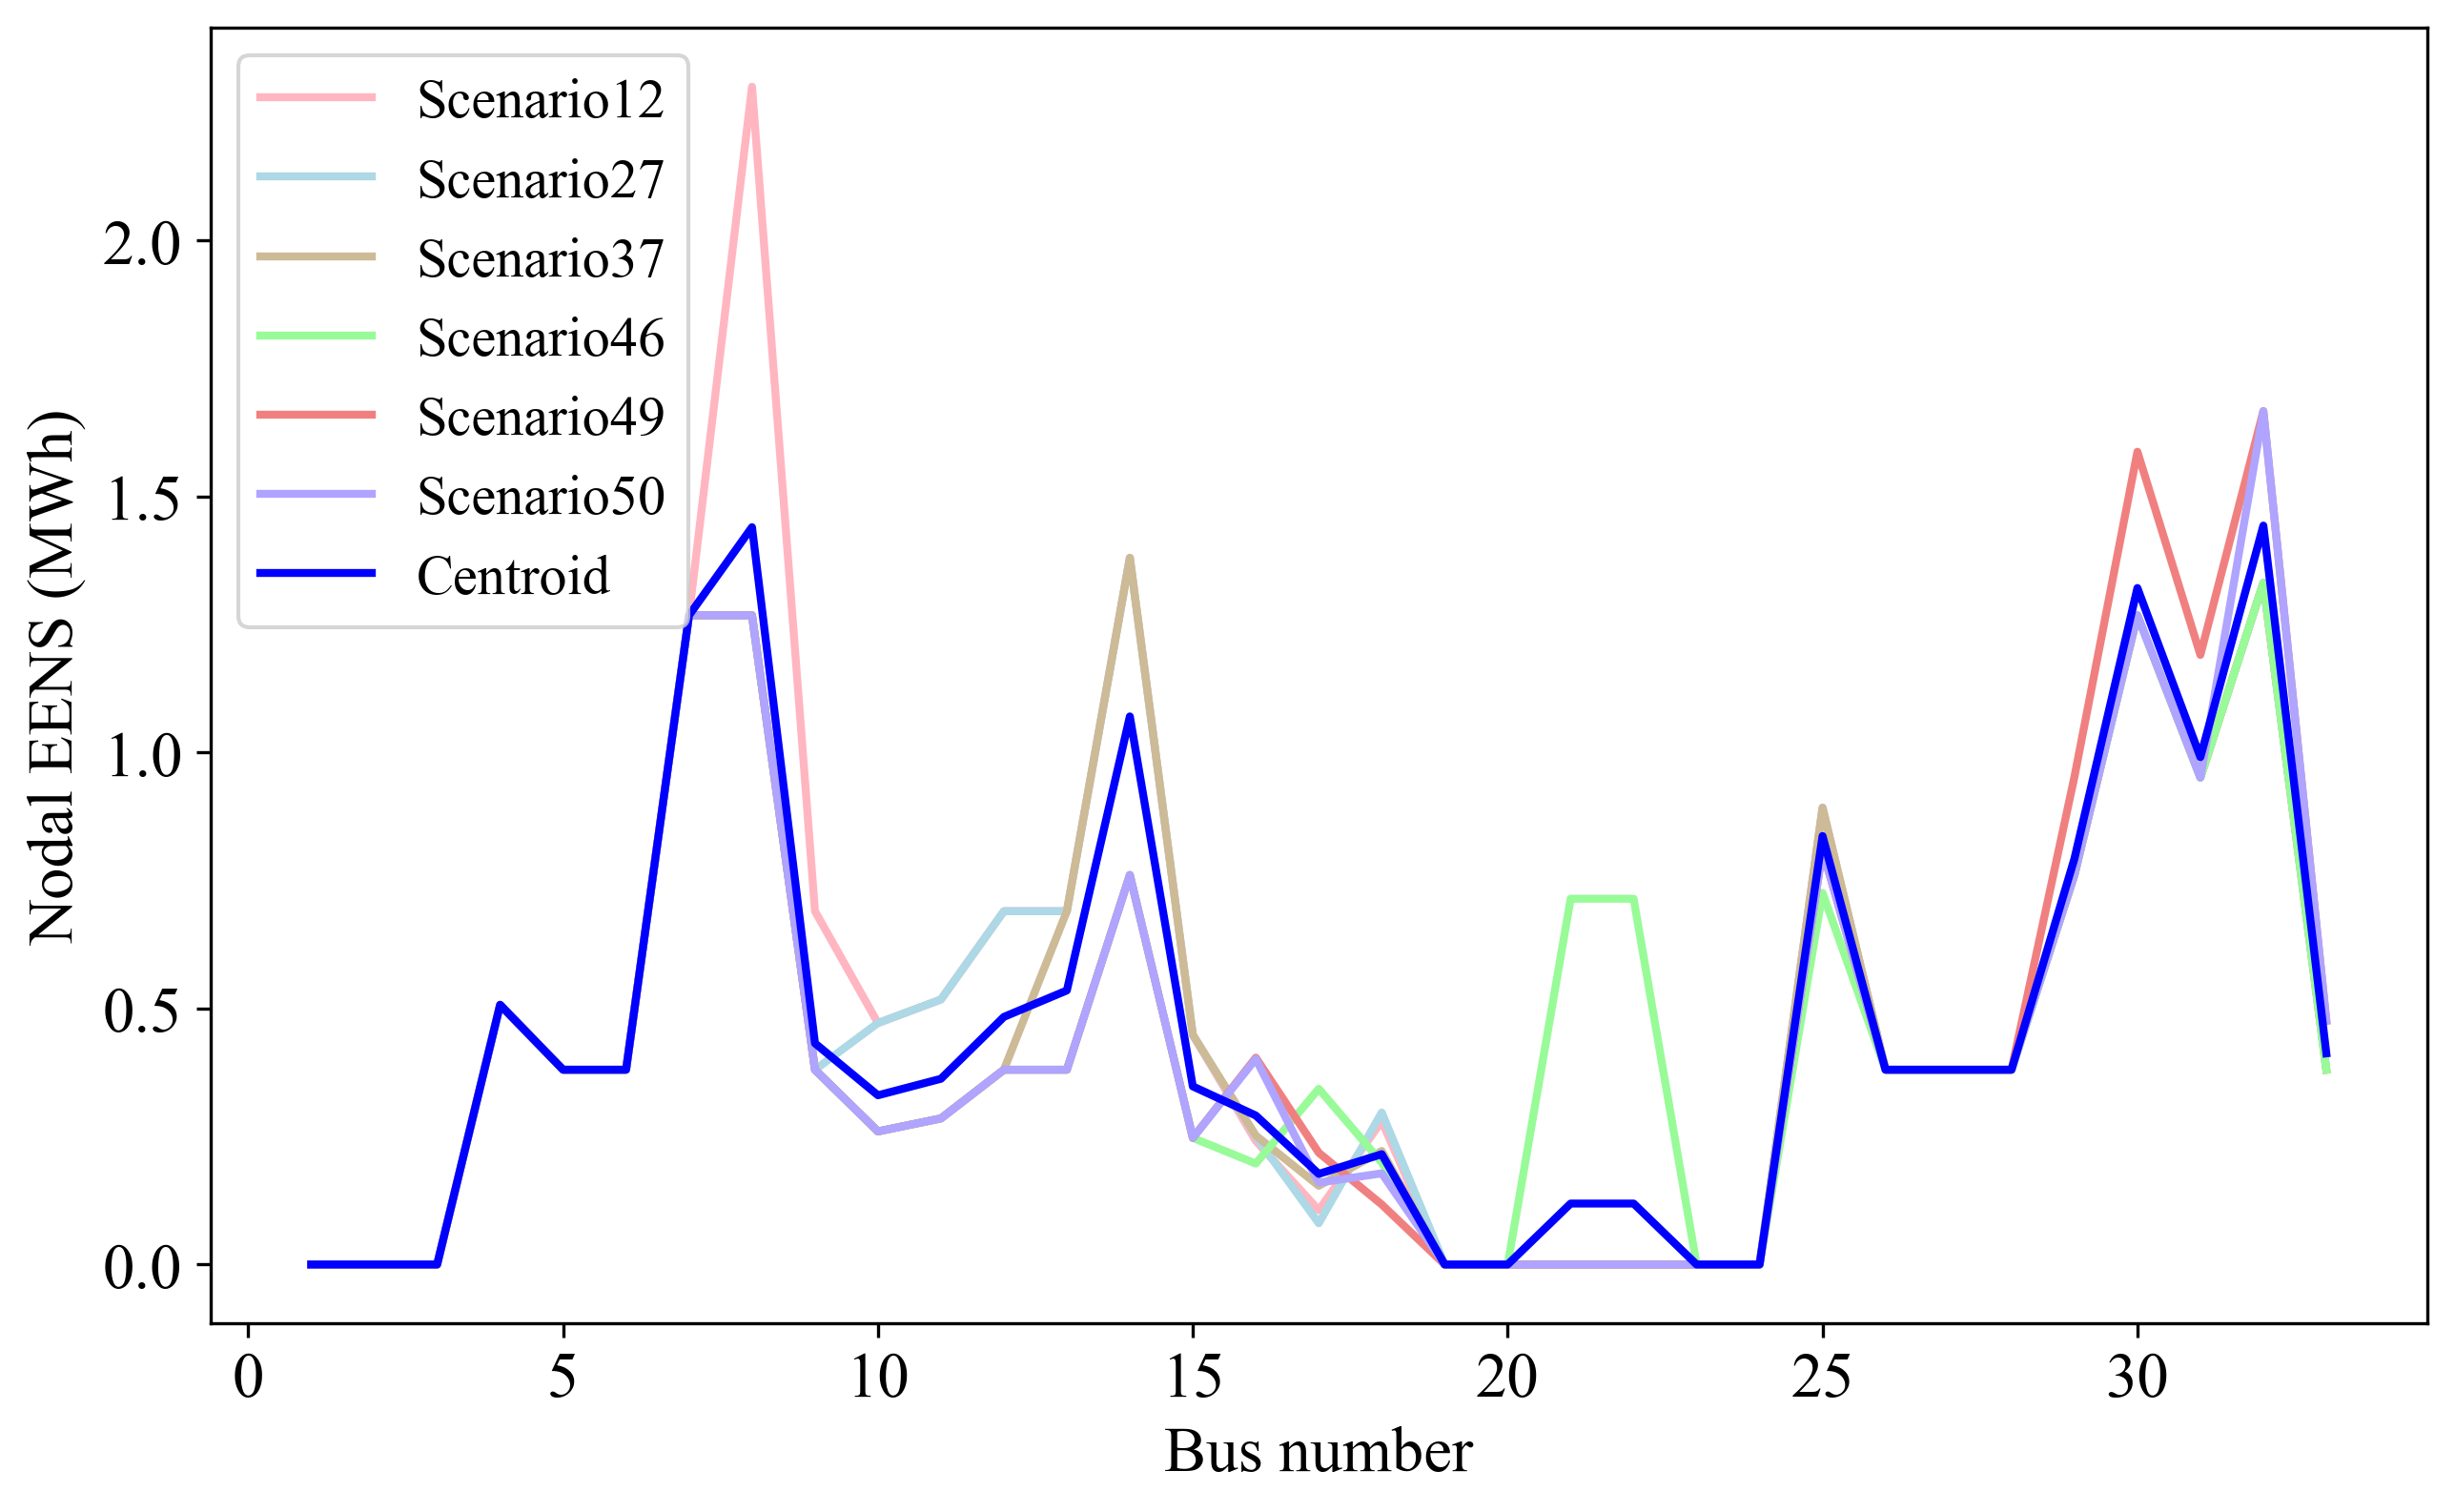 Scenario12
Scenario27
Scenario37
Scenario46
Scenario49
Scenario50
Centroid
Nodal EENS (MWh)
2.0
1.5
1.0
0.5
0.0
0 5 10 15 20 25 30
Bus number